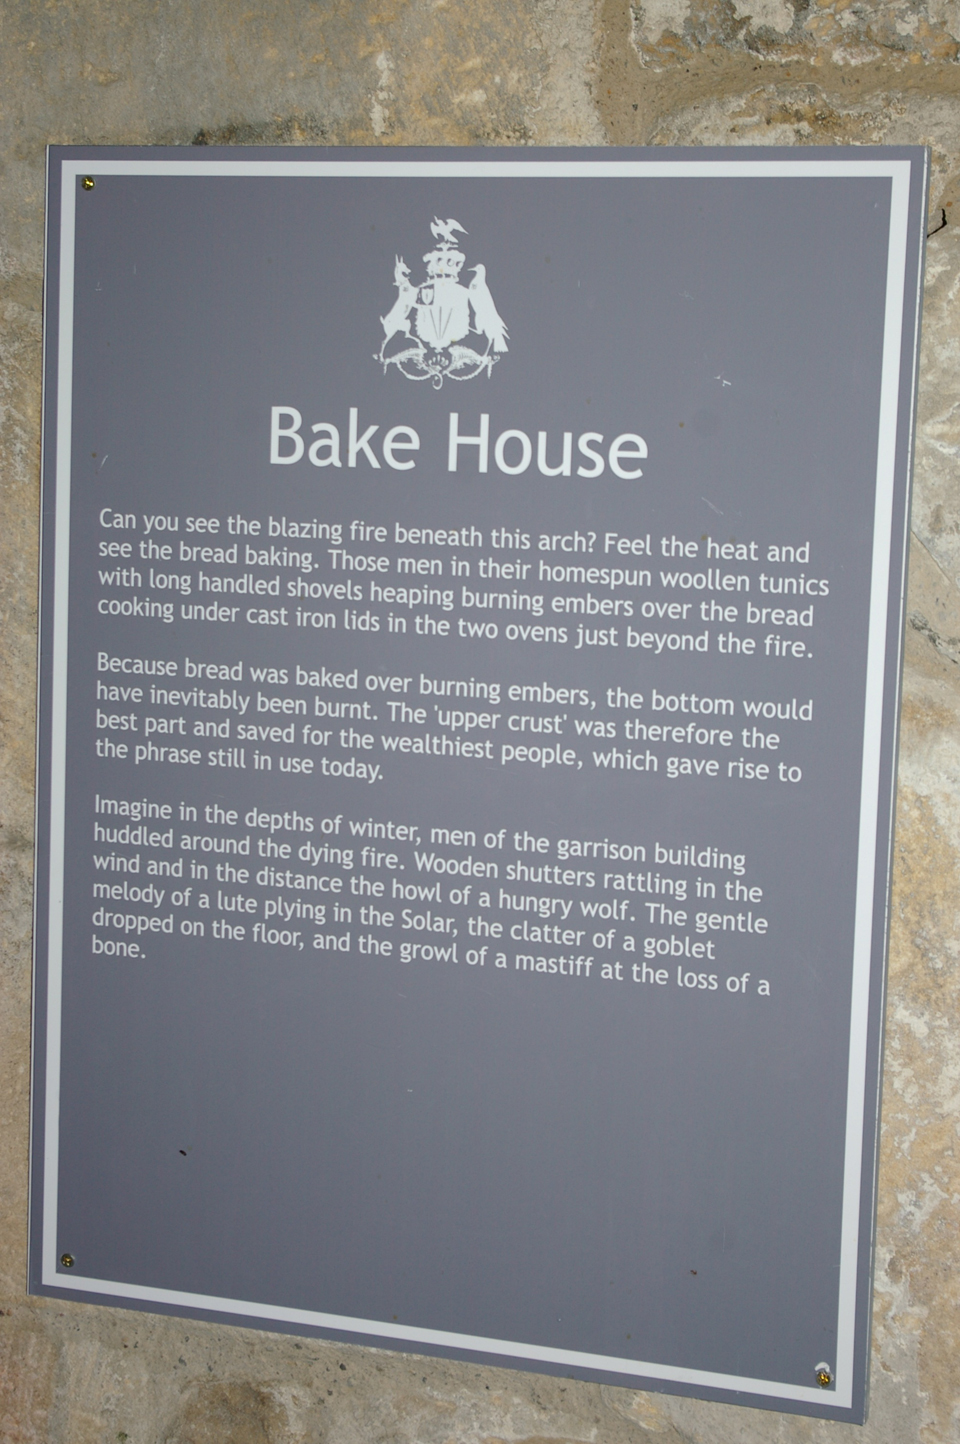 Bake House
Can you see the blazing fire beneath this arch? Feel the heat and
see the bread baking. Those men in their homespun woollen tunics
with long handled shovels heaping burning embers over the bread
cooking under cast iron lids in the two ovens just beyond the fire.
Because bread was baked over burning embers, the bottom would
have inevitably been burnt. The 'upper crust' was therefore the
best part and saved for the wealthiest people, which gave rise to
the phrase still in use today.
Imagine in the depths of winter, men of the garrison building
huddled around the dying fire. Wooden shutters rattling in the
wind and in the distance the howl of a hungry wolf. The gentle
melody of a lute plying in the Solar, the clatter of a goblet
dropped on the floor, and the growl of a mastiff at the loss of a
bone.